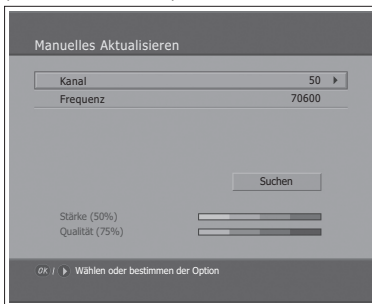 Manuelles Aktualisieren
Kanal 50
Frequenz 70600
Suchen
Stärke (50%)
Qualität (75%)
OK / Wählen oder bestimmen der Option